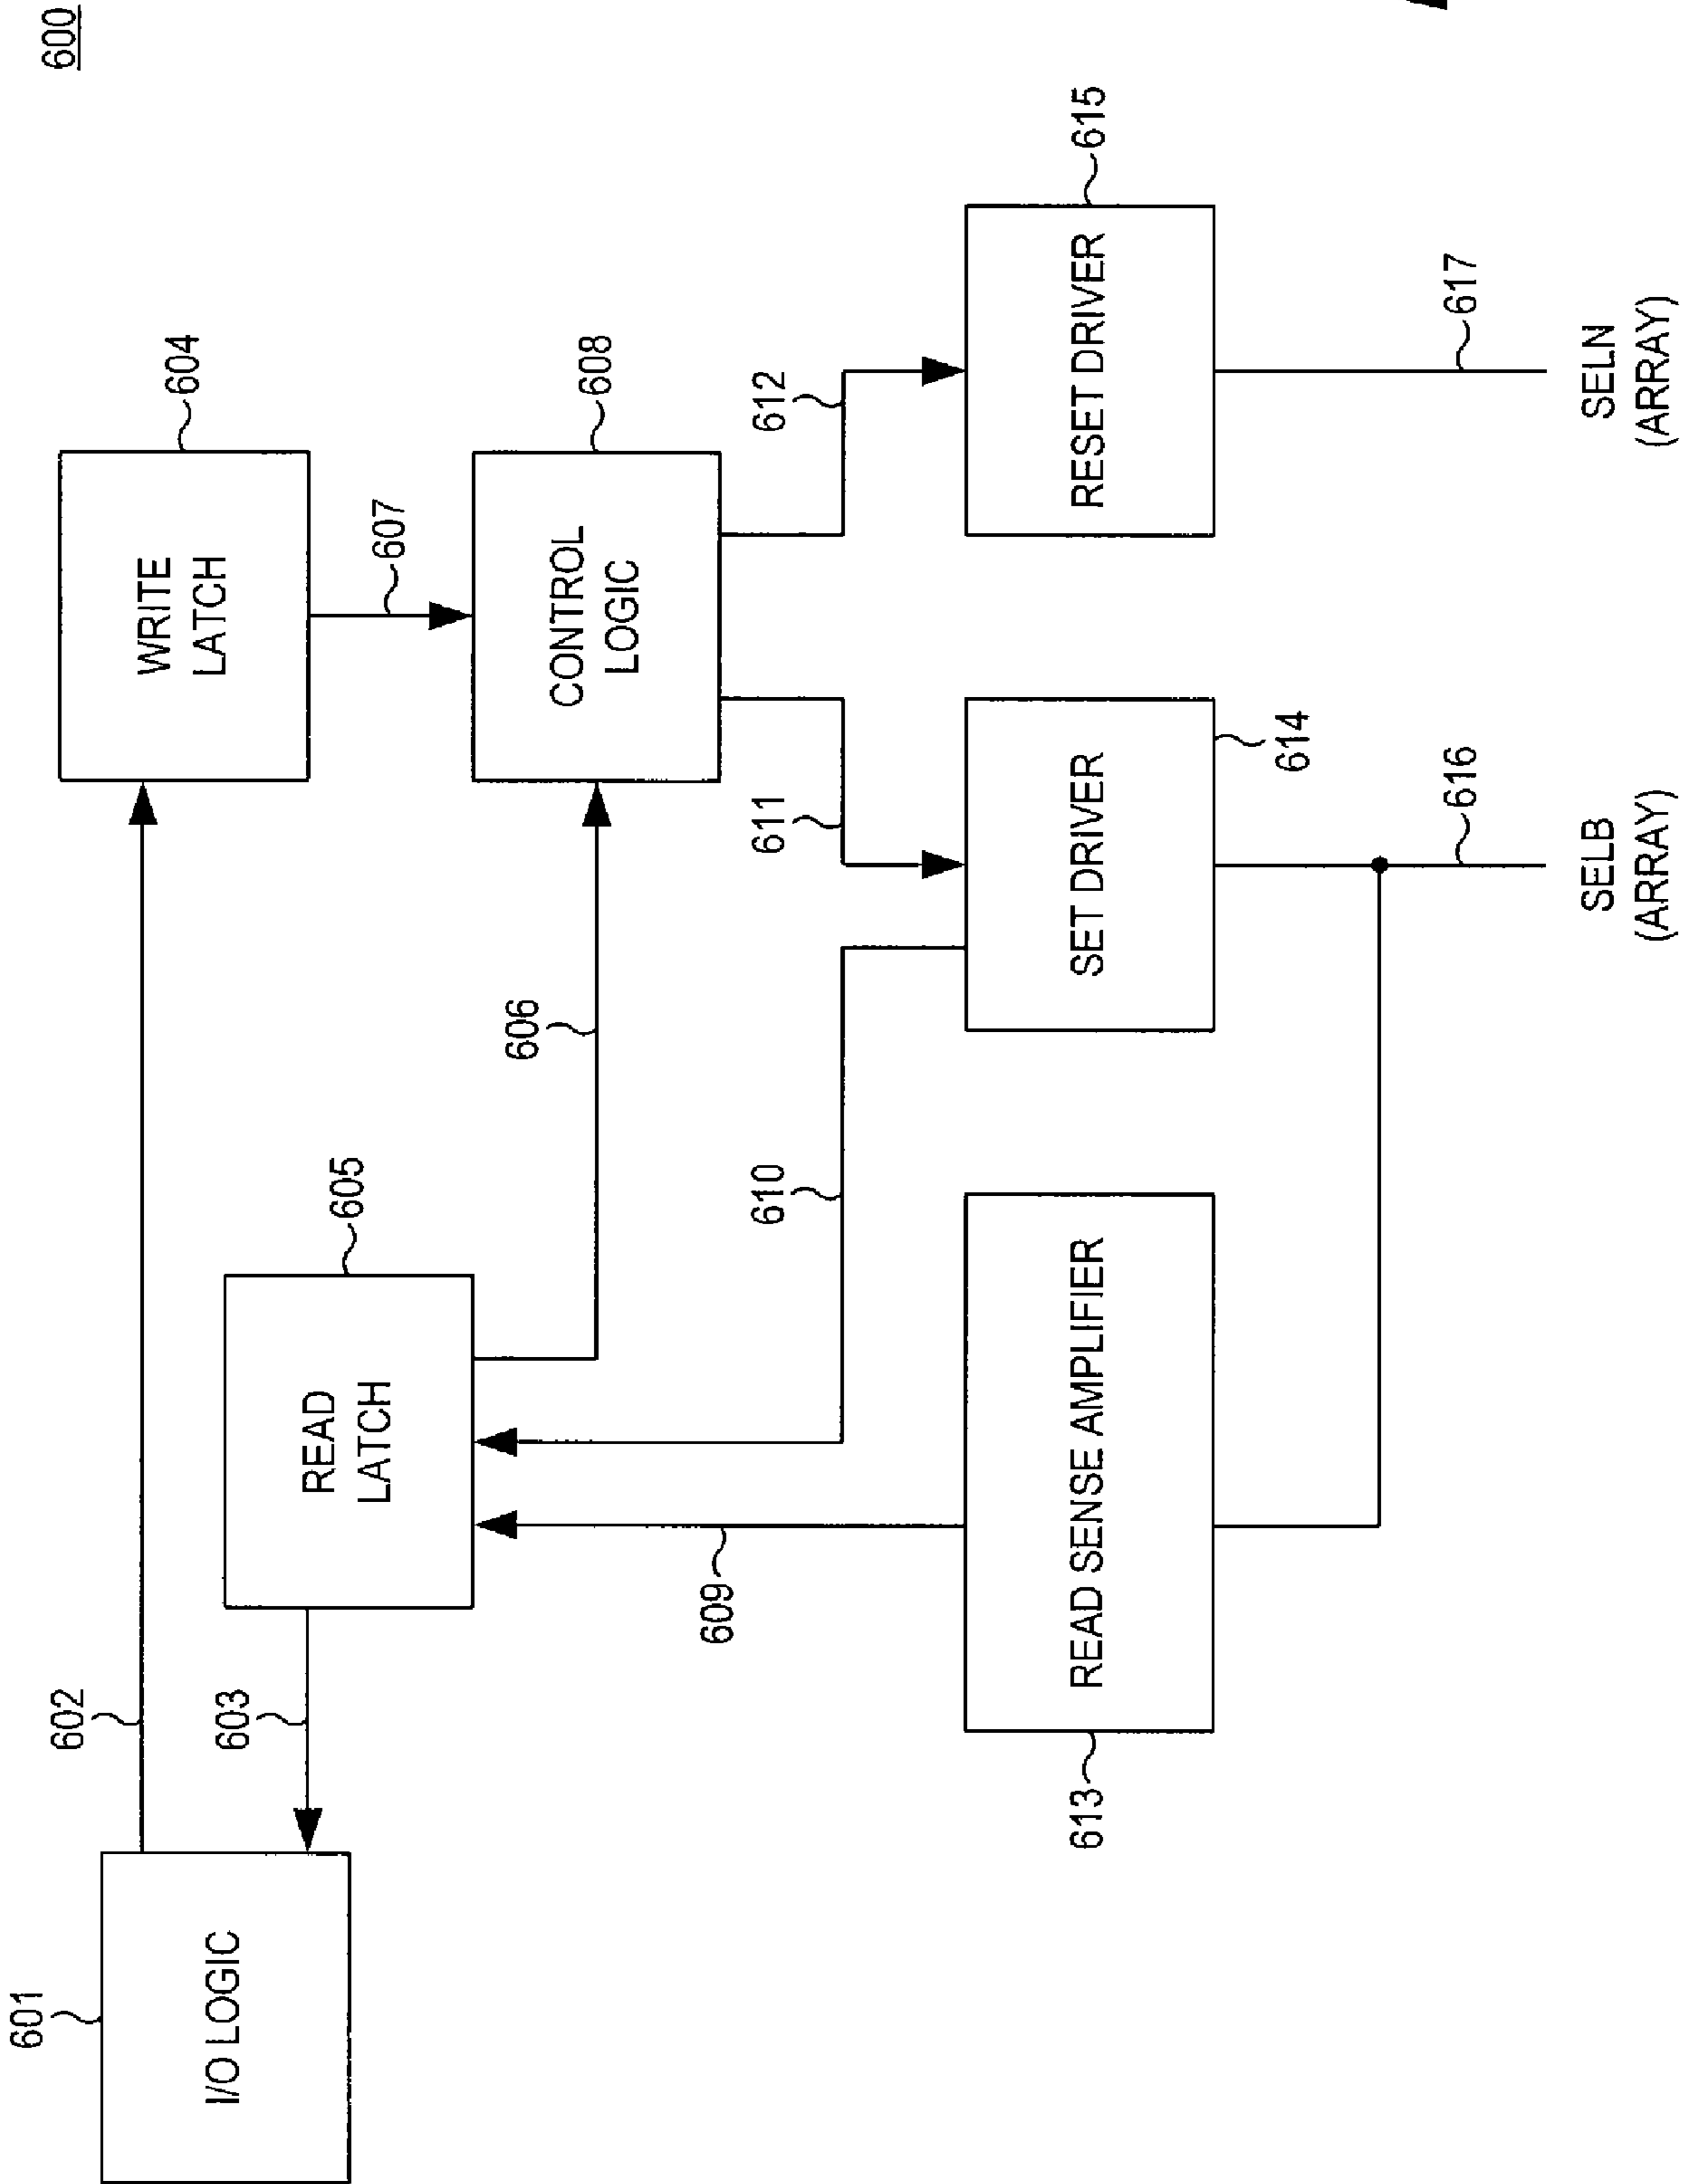 600
601
I/O LOGIC
602
603
WRITE
LATCH
604
READ
LATCH
605
606
607
CONTROL
LOGIC
608
609
610
611
612
READ SENSE AMPLIFIER
613
SET DRIVER
614
RESET DRIVER
615
616
617
SELB
(ARRAY)
SELN
(ARRAY)